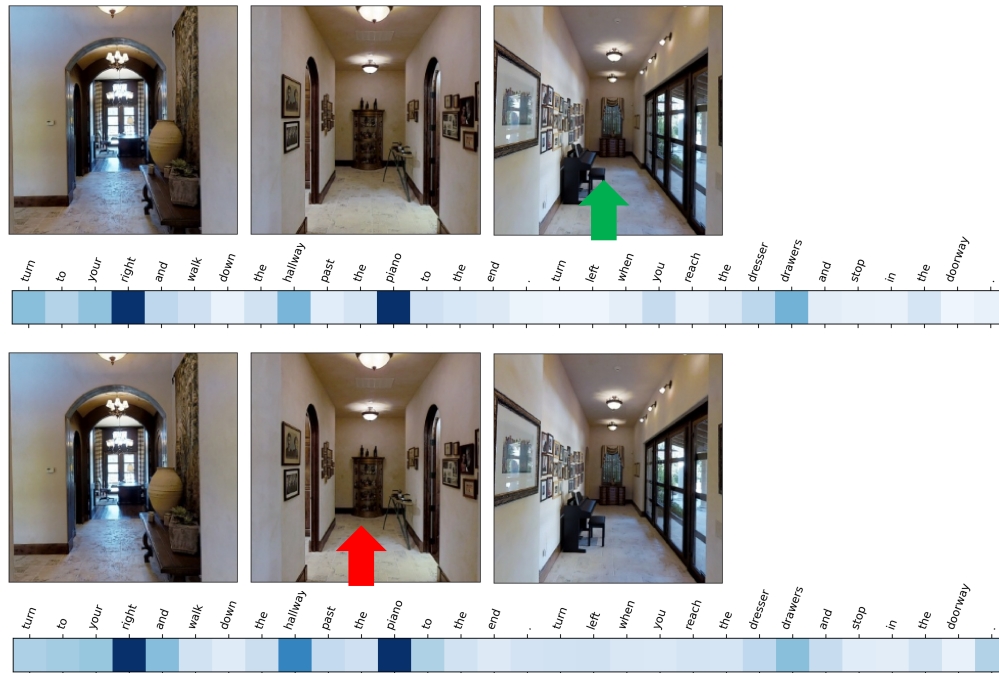 turn to your right and walk down the hallway past the piano to the end . turn left when you reach the dresser drawers and stop in the doorway .
turn to your right and walk down the hallway past the piano to the end . turn left when you reach the dresser drawers and stop in the doorway .